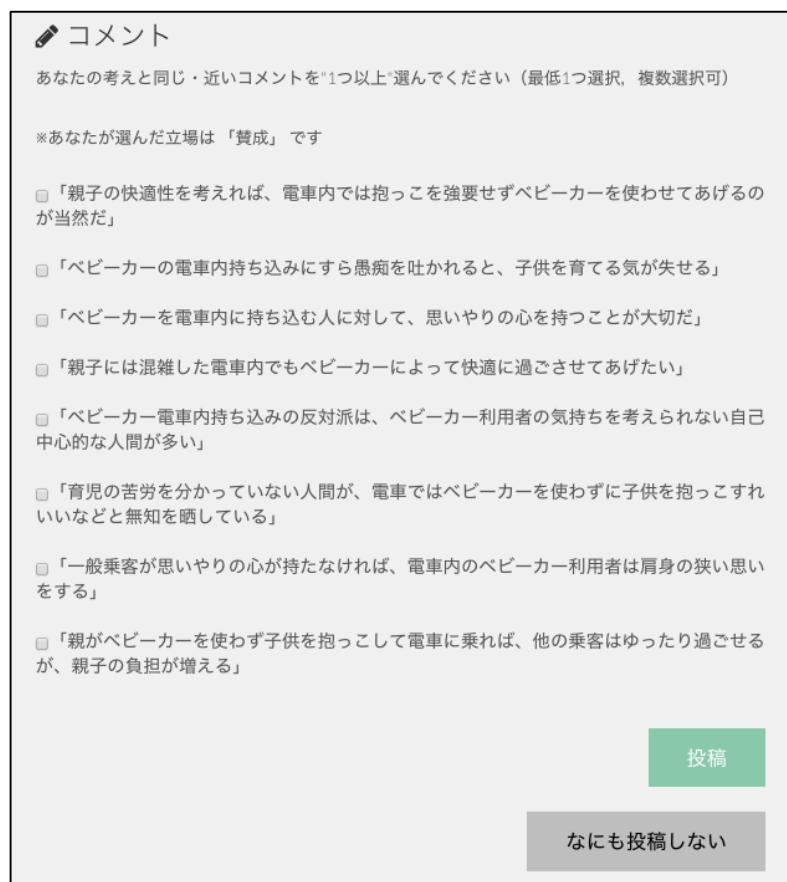 コメント
あなたの考えと同じ・近いコメントを"1つ以上"選んでください（最低1つ選択，複数選択可）
※あなたが選んだ立場は 「賛成」 です
「親子の快適性を考えれば、電車内では抱っこを強要せずベビーカーを使わせてあげるの
が当然だ」
「ベビーカーの電車内持ち込みにすら愚痴を吐かれると、子供を育てる気が失せる」
「ベビーカーを電車内に持ち込む人に対して、思いやりの心を持つことが大切だ」
「親子には混雑した電車内でもベビーカーによって快適に過ごさせてあげたい」
「ベビーカー電車内持ち込みの反対派は、ベビーカー利用者の気持ちを考えられない自己
中心的な人間が多い」
「育児の苦労を分かっていない人間が、電車ではベビーカーを使わずに子供を抱っこすれ
いいなどと無知を晒している」
「一般乗客が思いやりの心が持たなければ、電車内のベビーカー利用者は肩身の狭い思い
をする」
「親がベビーカーを使わず子供を抱っこして電車に乗れば、他の乗客はゆったり過ごせる
が、親子の負担が増える」
投稿
なにも投稿しない